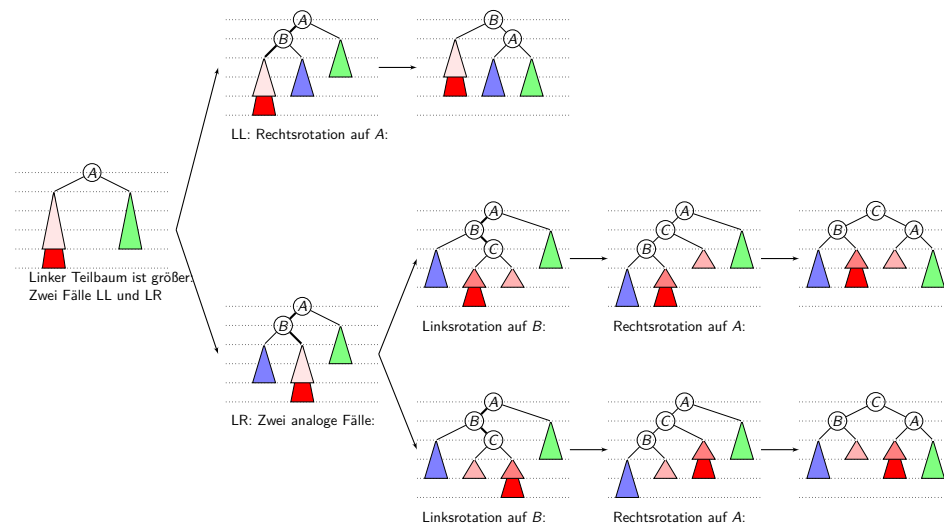 A
B
B
A
LL: Rechtsrotation auf A:
A
Linker Teilbaum ist größer.
Zwei Fälle LL und LR
A
B
C
A
C
B
C
B
A
Linksrotation auf B:
Rechtsrotation auf A:
A
B
LR: Zwei analoge Fälle:
A
B
C
A
C
B
C
B
A
Linksrotation auf B:
Rechtsrotation auf A: